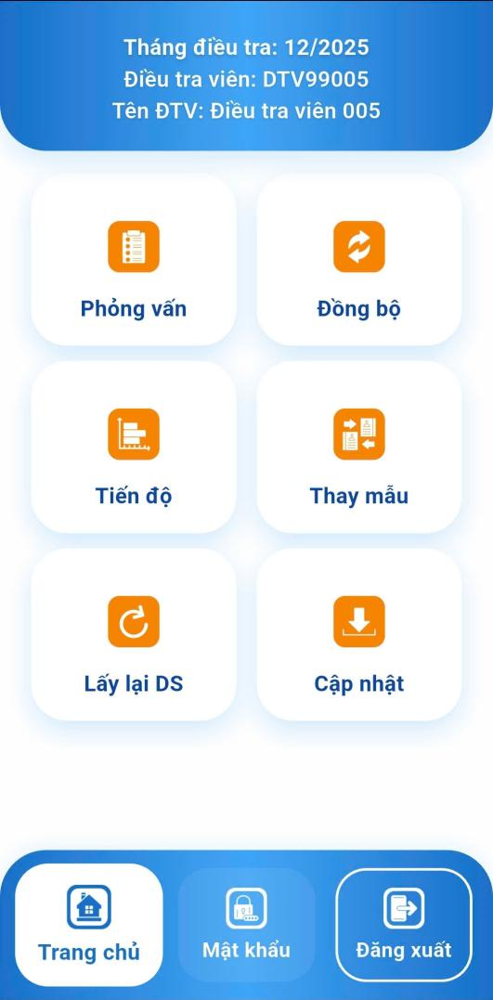 Tháng điều tra: 12/2025
Điều tra viên: DTV99005
Tên ĐTV: Điều tra viên 005
Phỏng vấn
Đồng bộ
Tiến độ
Thay mẫu
Lấy lại DS
Cập nhật
Trang chủ
Mật khẩu
Đăng xuất